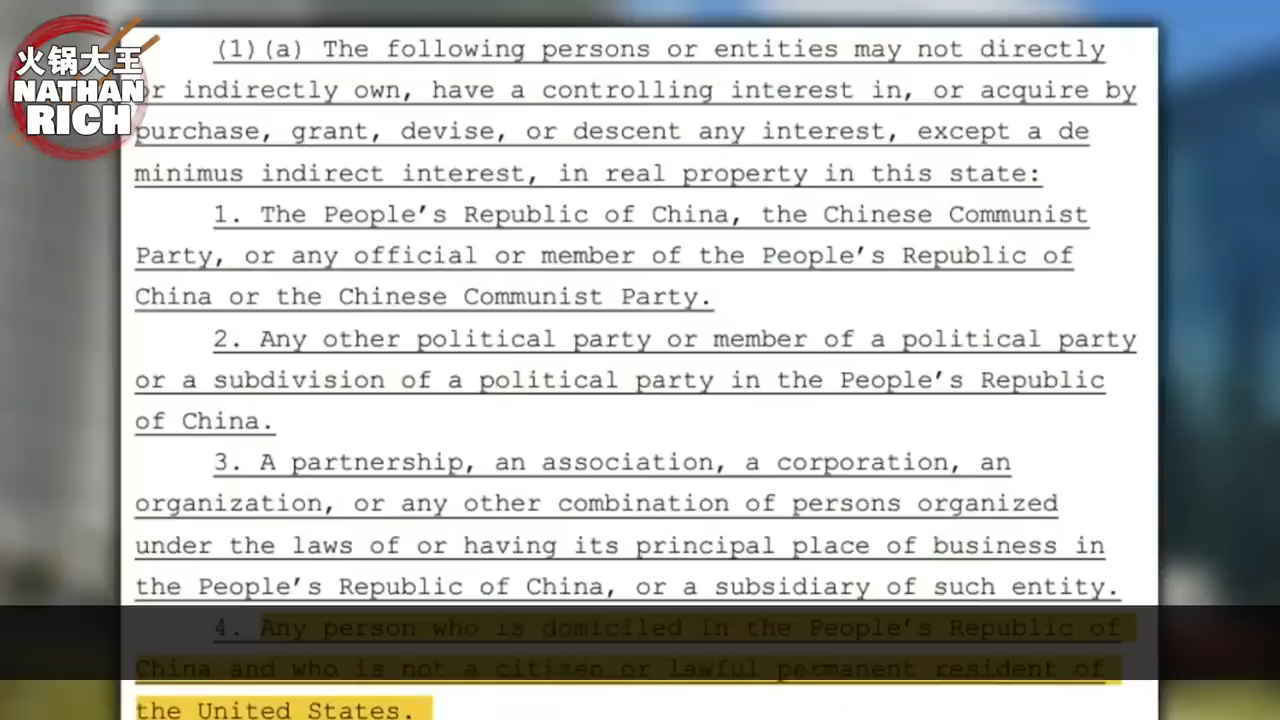 火锅大王
NATHAN
RICH
(1)(a) The following persons or entities may not directly
or indirectly own, have a controlling interest in, or acquire by
purchase, grant, devise, or descent any interest, except a de
minimus indirect interest, in real property in this state:
1. The People’s Republic of China, the Chinese Communist
Party, or any official or member of the People’s Republic of
China or the Chinese Communist Party.
2. Any other political party or member of a political party
or a subdivision of a political party in the People’s Republic
of China.
3. A partnership, an association, a corporation, an
organization, or any other combination of persons organized
under the laws of or having its principal place of business in
the People’s Republic of China, or a subsidiary of such entity.
4. Any person who is domiciled in the People’s Republic of
China and who is not a citizen or lawful permanent resident of
the United States.